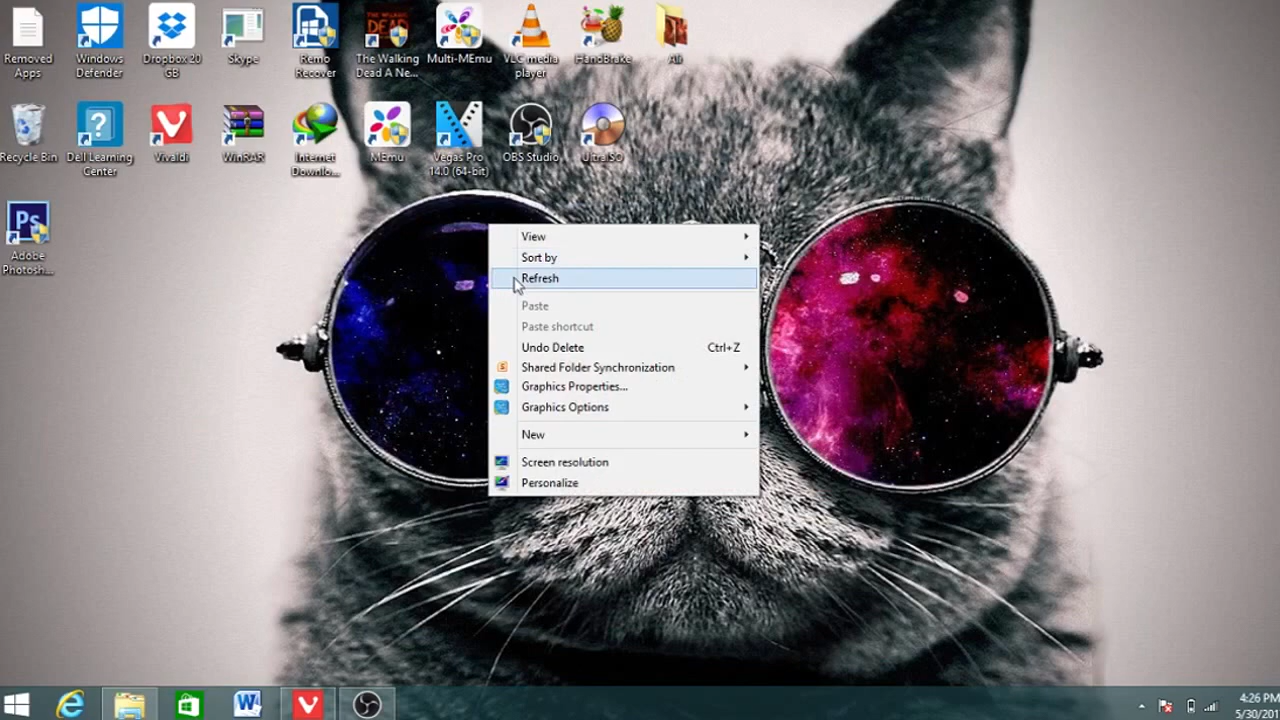 Removed
Apps
Windows
Defender
Dropbox 20
GB
Skype
Remo
Recover
The Walking
Dead A Ne...
Multi-MEmu
VLC media
player
HandBrake
Ali
Recycle Bin
Dell Learning
Center
Vivaldi
WinRAR
Internet
Downlo...
MEmu
Vegas Pro
14.0 (64-bit)
OBS Studio
UltraISO
Ps
Adobe
Photosh...
View
Sort by
Refresh
Paste
Paste shortcut
Undo Delete Ctrl+Z
Shared Folder Synchronization
Graphics Properties...
Graphics Options
New
Screen resolution
Personalize
4:26 PM
5/30/201